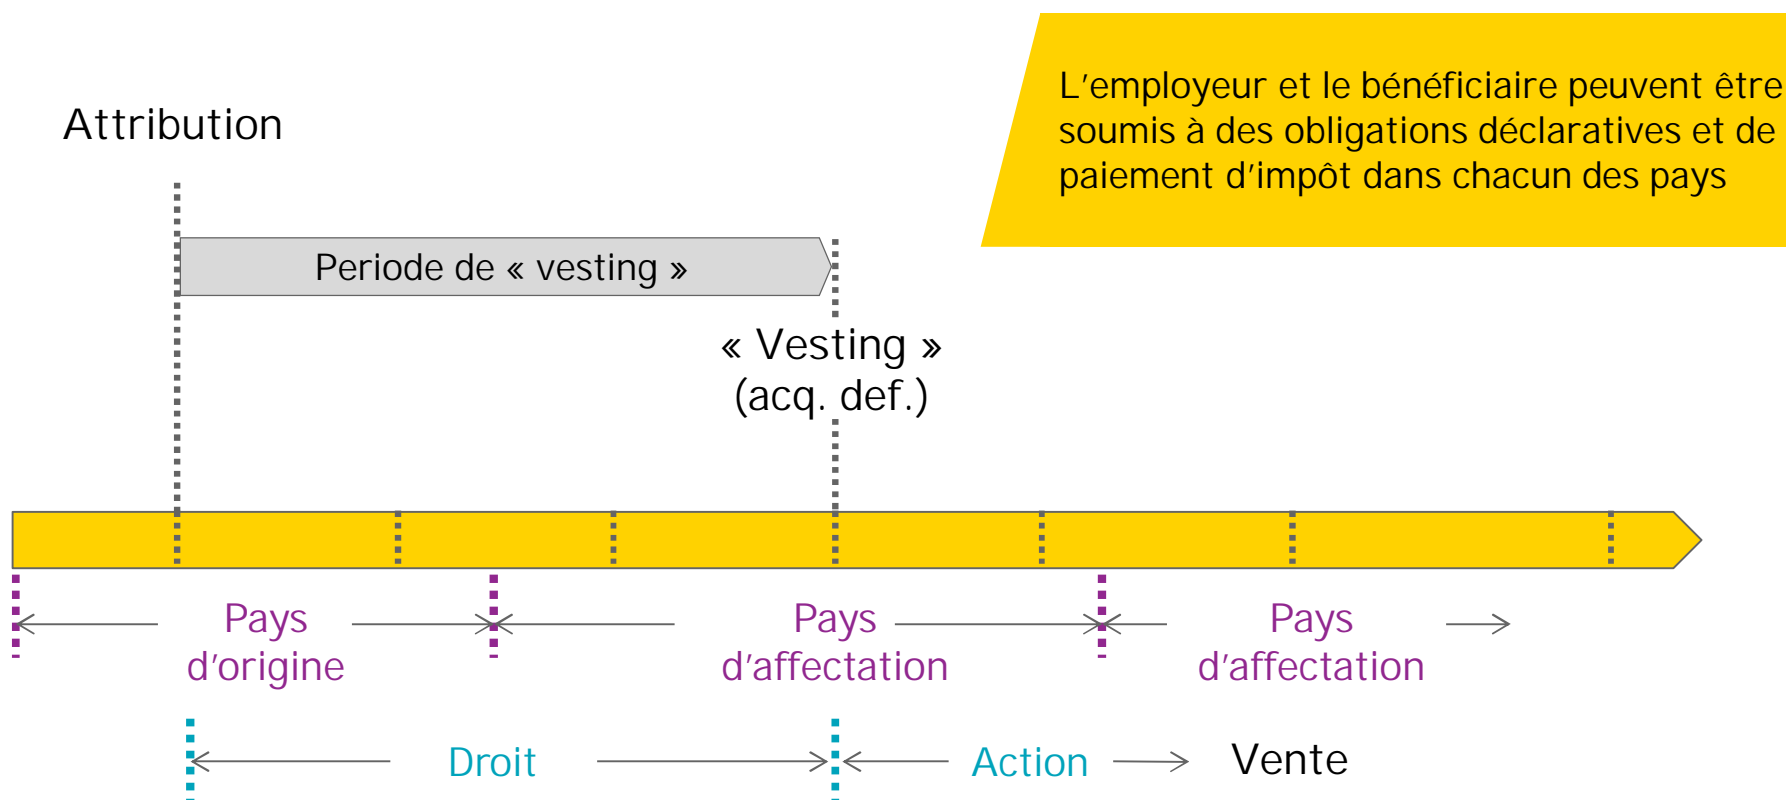 L'employeur et le bénéficiaire peuvent être
soumis à des obligations déclaratives et de
paiement d'impôt dans chacun des pays
Attribution
Periode de « vesting »
« Vesting »
(acq. def.)
Pays
d'origine
Pays
d'affectation
Pays
d'affectation
Droit
Action
Vente